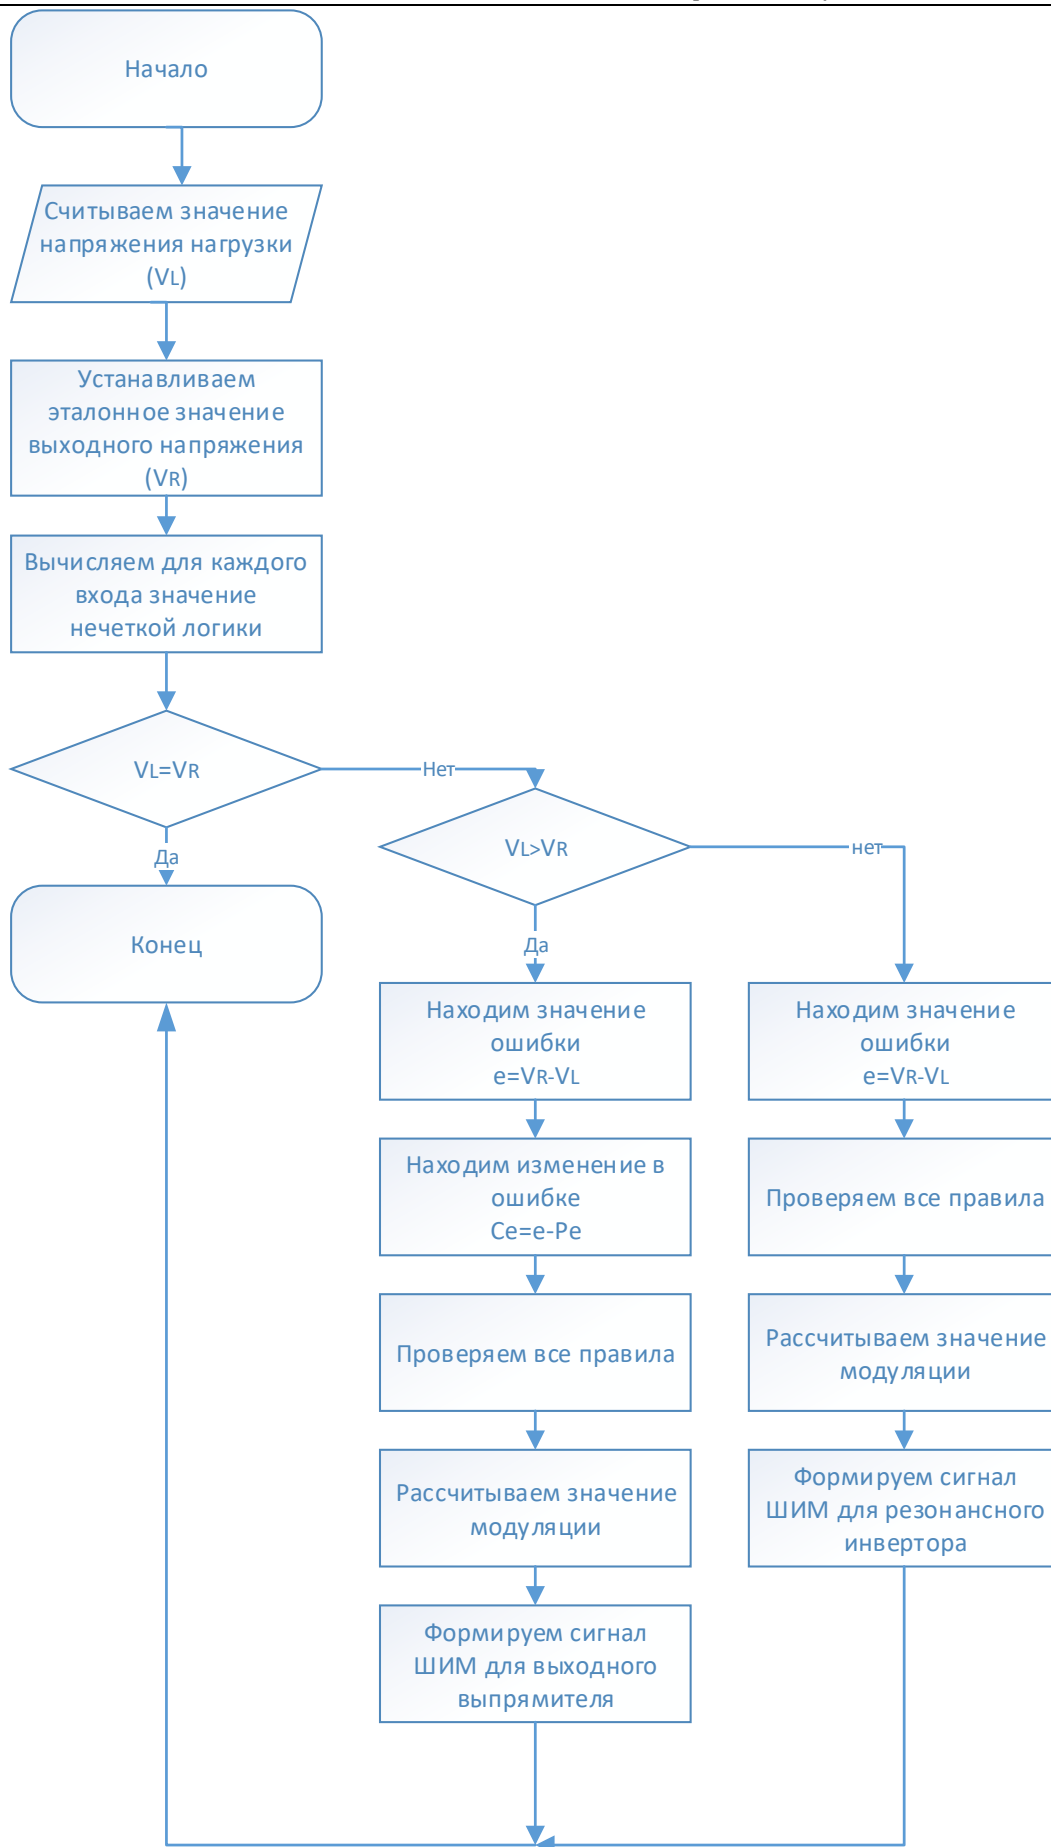 Начало
Считываем значение
напряжения нагрузки
(VL)
Устанавливаем
эталонное значение
выходного напряжения
(VR)
Вычисляем для каждого
входа значение
нечеткой логики
VL=VR
Нет
Да
Конец
VL>VR
нет
Да
Находим значение
ошибки
e=VR-VL
Находим изменение в
ошибке
Ce=e-Pe
Проверяем все правила
Рассчитываем значение
модуляции
Формируем сигнал
ШИМ для выходного
выпрямителя
Находим значение
ошибки
e=VR-VL
Проверяем все правила
Рассчитываем значение
модуляции
Формируем сигнал
ШИМ для резонансного
инвертора